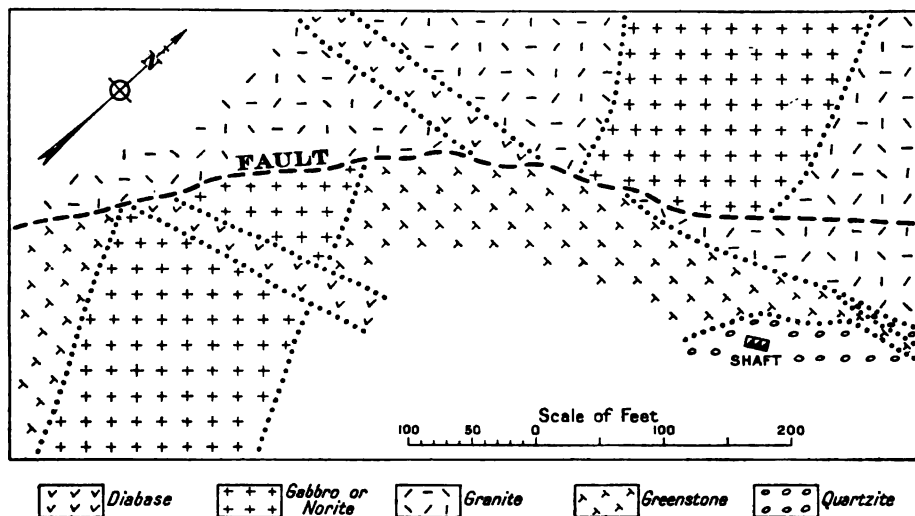 N
FAULT
SHAFT
Scale of Feet
100 50 0 100 200
Diabase
Gabbro or Norite
Granite
Greenstone
Quartzite